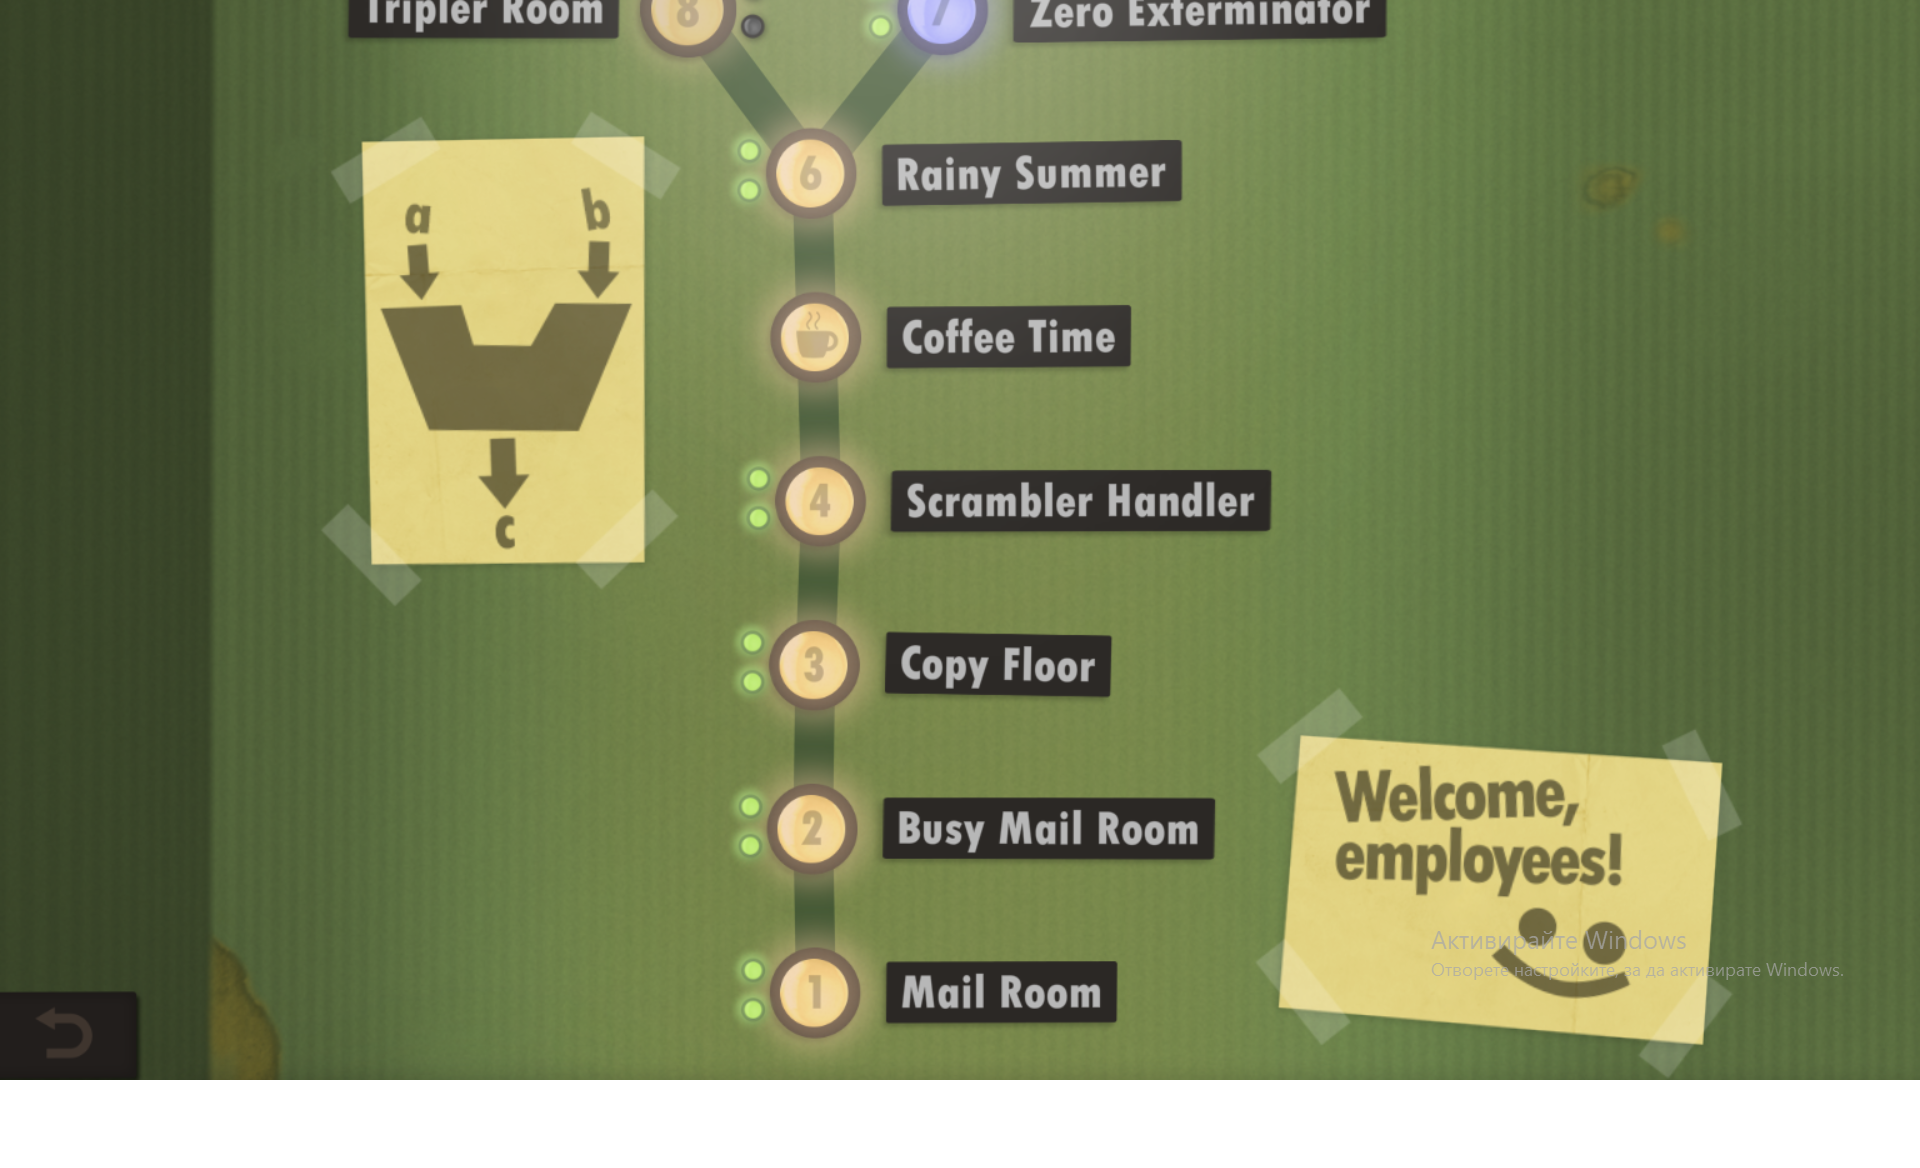 Tripler Room
8
7
Zero Exterminator
6
Rainy Summer
a
b
c
Coffee Time
4
Scrambler Handler
3
Copy Floor
2
Busy Mail Room
1
Mail Room
Welcome,
employees!
Активирайте Windows
Отворете настройките, за да активирате Windows.